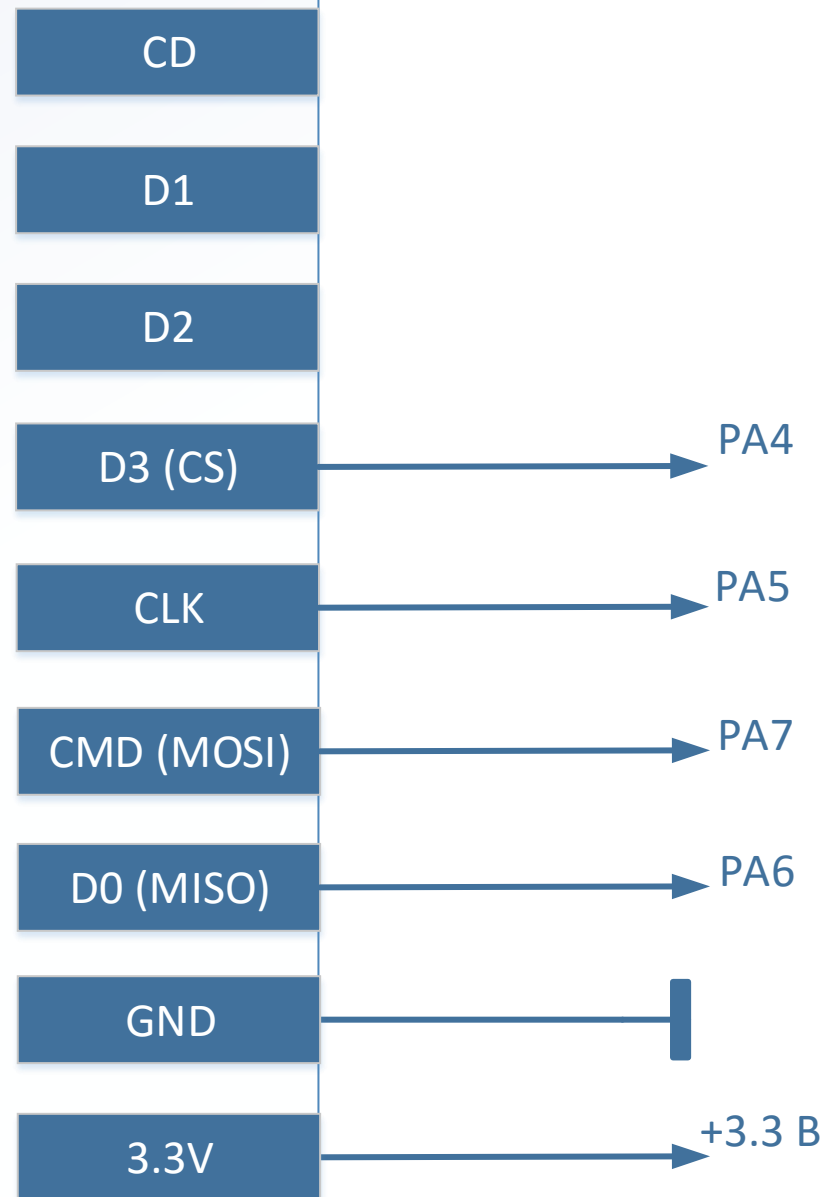 CD
D1
D2
D3 (CS)
PA4
CLK
PA5
CMD (MOSI)
PA7
D0 (MISO)
PA6
GND
3.3V
+3.3 В